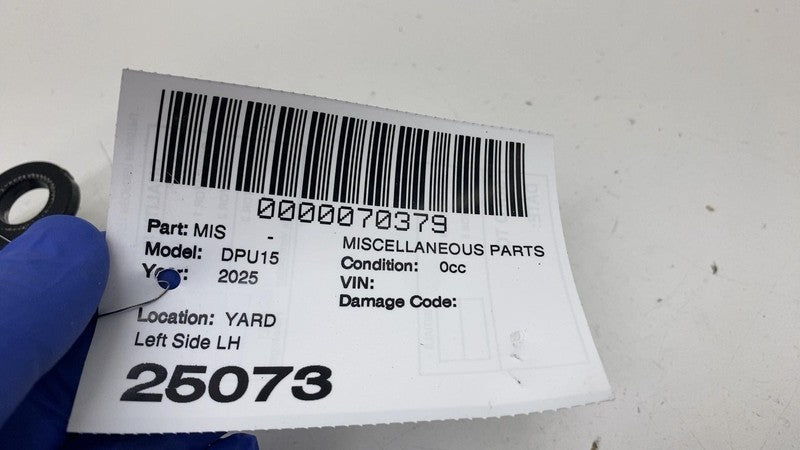 0000070379
Part: MIS -
MISCELLANEOUS PARTS
Model: DPU15
Condition: 0cc
Year: 2025
VIN:
Damage Code:
Location: YARD
Left Side LH
25073